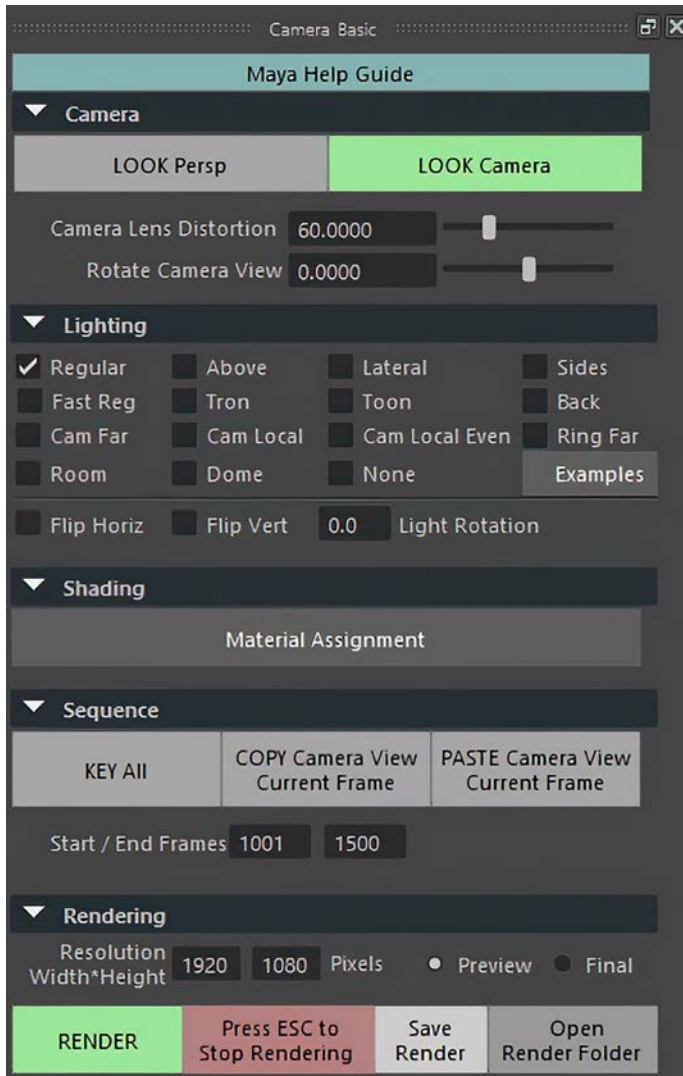 Camera Basic
Maya Help Guide
Camera
LOOK Persp
LOOK Camera
Camera Lens Distortion 60.0000
Rotate Camera View 0.0000
Lighting
Regular Above Lateral Sides
Fast Reg Tron Toon Back
Cam Far Cam Local Cam Local Even Ring Far
Room Dome None Examples
Flip Horiz Flip Vert 0.0 Light Rotation
Shading
Material Assignment
Sequence
KEY All
COPY Camera View
Current Frame
PASTE Camera View
Current Frame
Start / End Frames 1001 1500
Rendering
Resolution
Width*Height 1920 1080 Pixels Preview Final
RENDER
Press ESC to
Stop Rendering
Save
Render
Open
Render Folder